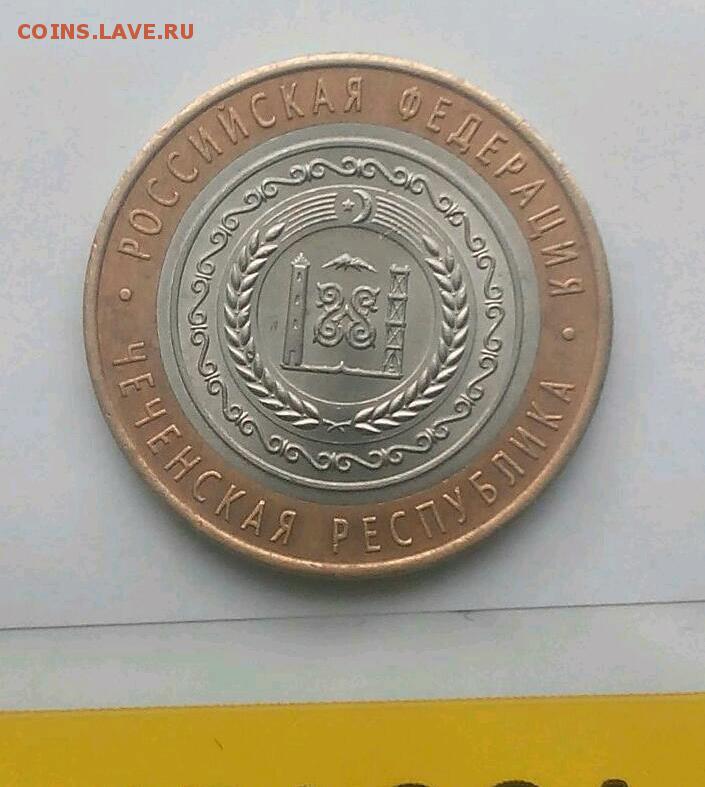 COINS.LAVE.RU
РОССИЙСКАЯ ФЕДЕРАЦИЯ
• ЧЕЧЕНСКАЯ РЕСПУБЛИКА •